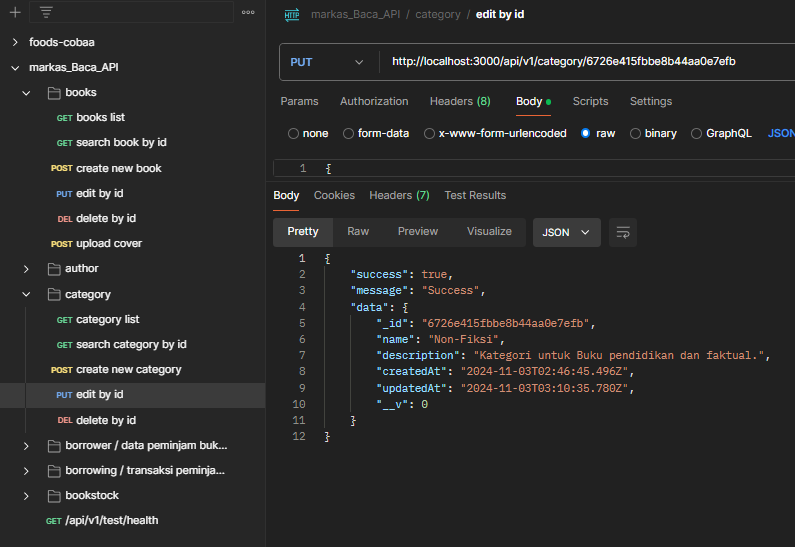 foods-cobaa
markas_Baca_API
books
GET books list
GET search book by id
POST create new book
PUT edit by id
DEL delete by id
POST upload cover
author
category
GET category list
GET search category by id
POST create new category
PUT edit by id
DEL delete by id
borrower / data peminjam buk...
borrowing / transaksi peminja...
bookstock
GET /api/v1/test/health
HTTP markas_Baca_API / category / edit by id
PUT http://localhost:3000/api/v1/category/6726e415fbbe8b44aa0e7efb
Params Authorization Headers (8) Body Scripts Settings
none form-data x-www-form-urlencoded raw binary GraphQL JSON
1 {
Body Cookies Headers (7) Test Results
Pretty Raw Preview Visualize JSON
1 {
2 "success": true,
3 "message": "Success",
4 "data": {
5 "_id": "6726e415fbbe8b44aa0e7efb",
6 "name": "Non-Fiksi",
7 "description": "Kategori untuk Buku pendidikan dan faktual.",
8 "createdAt": "2024-11-03T02:46:45.496Z",
9 "updatedAt": "2024-11-03T03:10:35.780Z",
10 "__v": 0
11 }
12 }